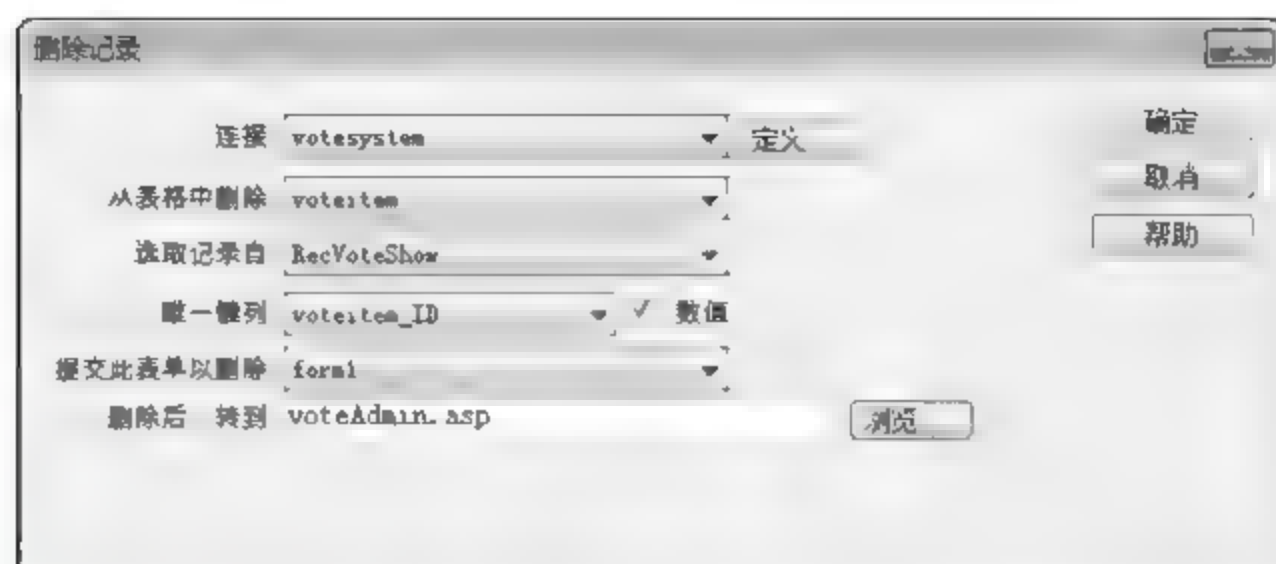 删除记录
连接 votesystem 定义 确定
从表格中删除 voteitem 取消
选取记录自 RecVoteShow 帮助
唯一键列 voteitem_ID ✓ 数值
提交此表单以删除 form1
删除后 转到 voteAdmin.asp 浏览